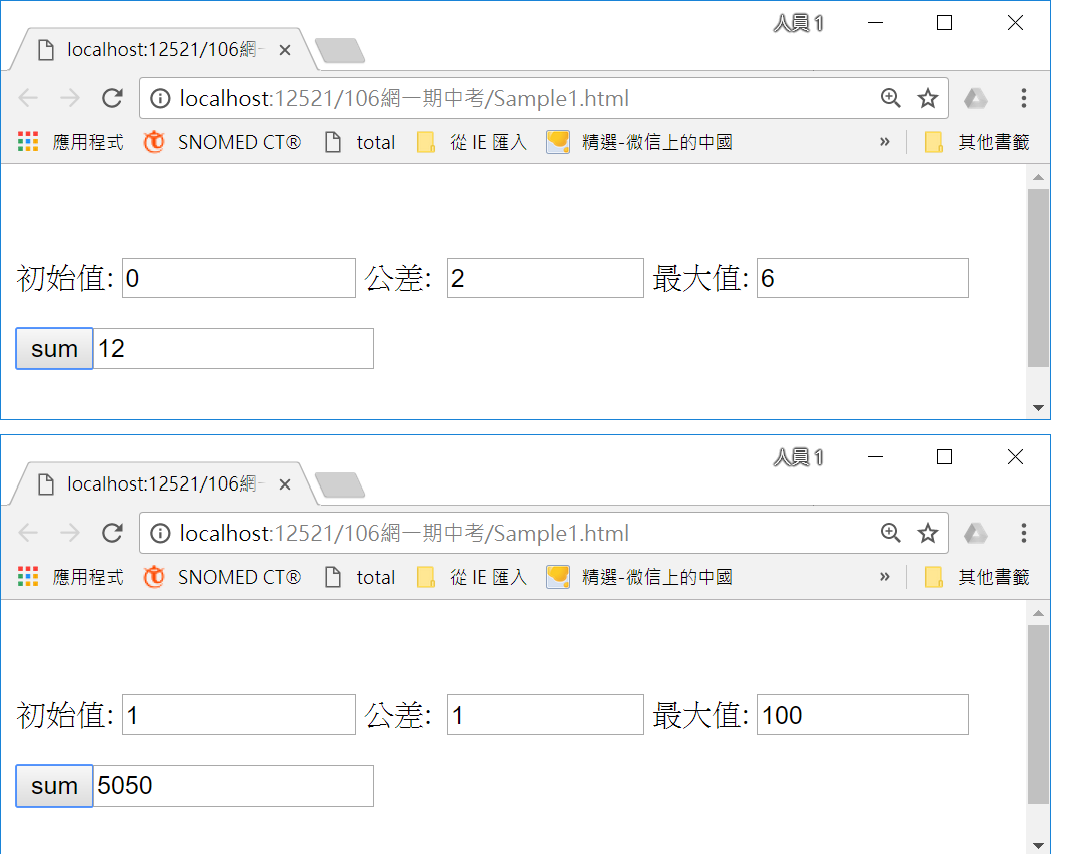 人員 1
localhost:12521/106網一
localhost:12521/106網一期中考/Sample1.html
應用程式 SNOMED CT® total 從 IE 匯入 精選-微信上的中國 » 其他書籤
初始值: 0 公差: 2 最大值: 6
sum 12
人員 1
localhost:12521/106網一
localhost:12521/106網一期中考/Sample1.html
應用程式 SNOMED CT® total 從 IE 匯入 精選-微信上的中國 » 其他書籤
初始值: 1 公差: 1 最大值: 100
sum 5050